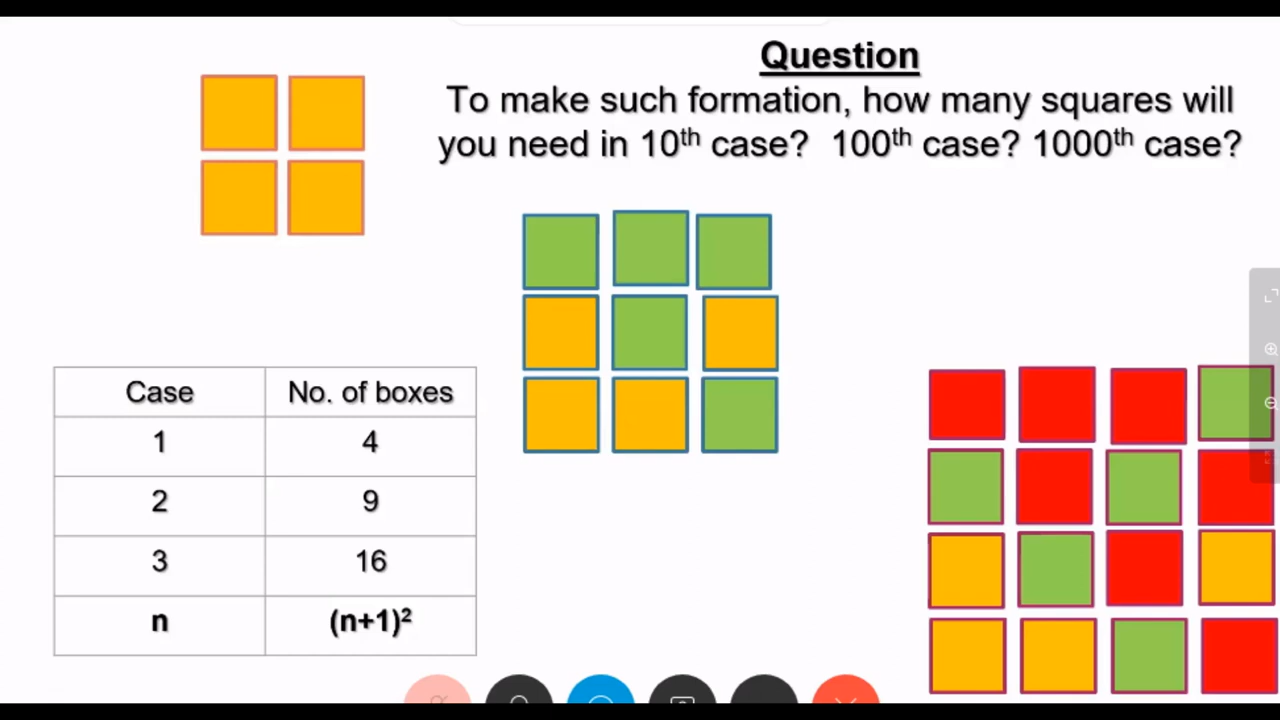 Question
To make such formation, how many squares will
you need in 10th case? 100th case? 1000th case?
Case No. of boxes
1 4
2 9
3 16
n (n+1)²